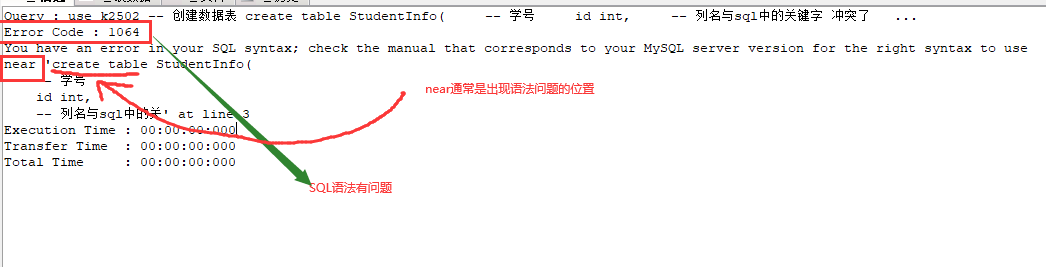 Query : use k2502 -- 创建数据表 create table StudentInfo( -- 学号 id int, -- 列名与sql中的关键字 冲突了 ...
Error Code : 1064
You have an error in your SQL syntax; check the manual that corresponds to your MySQL server version for the right syntax to use
near 'create table StudentInfo(
-- 学号
near通常是出现语法问题的位置
id int,
-- 列名与sql中的关' at line 3
Execution Time : 00:00:00:000
Transfer Time : 00:00:00:000
Total Time : 00:00:00:000
SQL语法有问题